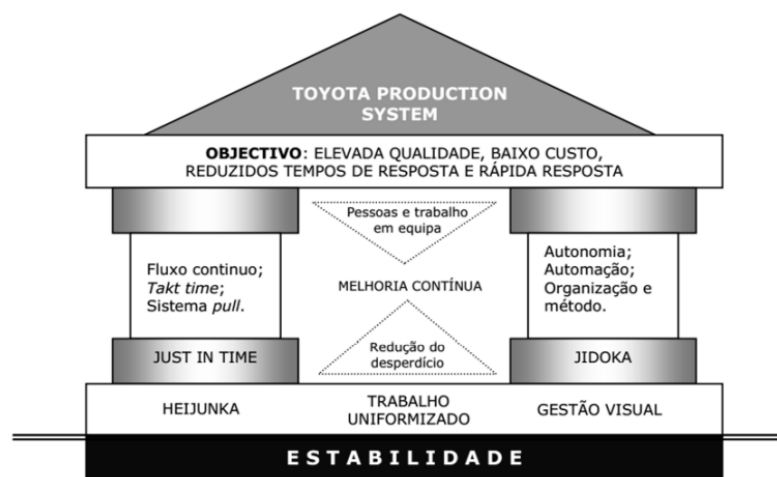 TOYOTA PRODUCTION
SYSTEM
OBJECTIVO: ELEVADA QUALIDADE, BAIXO CUSTO,
REDUZIDOS TEMPOS DE RESPOSTA E RÁPIDA RESPOSTA
Fluxo continuo;
Takt time;
Sistema pull.
JUST IN TIME
Pessoas e trabalho
em equipa
MELHORIA CONTÍNUA
Redução do
desperdício
Autonomia;
Automação;
Organização e
método.
JIDOKA
HEIJUNKA
TRABALHO
UNIFORMIZADO
GESTÃO VISUAL
ESTABILIDADE